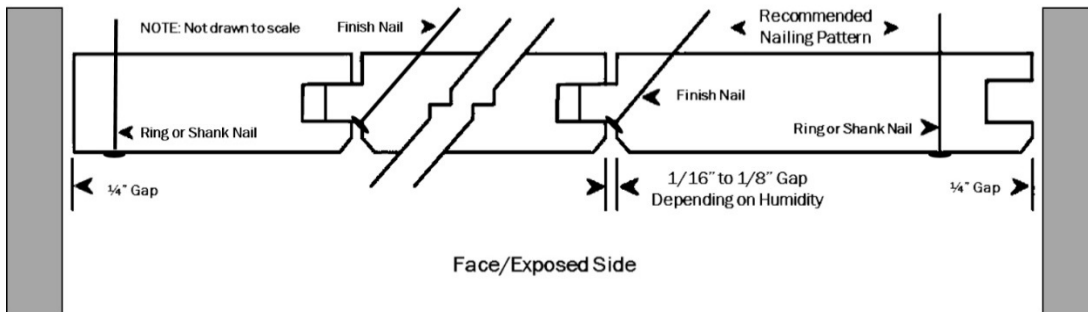 NOTE: Not drawn to scale
Finish Nail
Recommended
Nailing Pattern
Finish Nail
Ring or Shank Nail
Ring or Shank Nail
¼" Gap
1/16" to 1/8" Gap
Depending on Humidity
¼" Gap
Face/Exposed Side